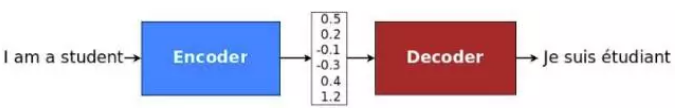 I am a student
Encoder
0.5
0.2
-0.1
-0.3
0.4
1.2
Decoder
Je suis étudiant